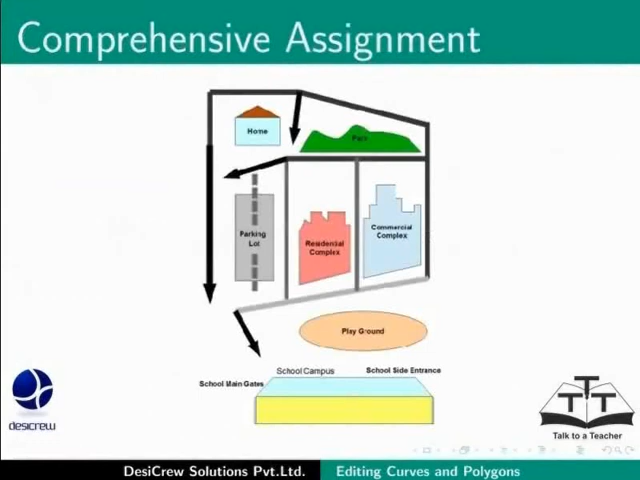 Comprehensive Assignment
Home
Park
Parking
Lot
Residential
Complex
Commercial
Complex
Play Ground
School Campus
School Side Entrance
School Main Gates
desicrew
TTT
Talk to a Teacher
DesiCrew Solutions Pvt.Ltd.
Editing Curves and Polygons